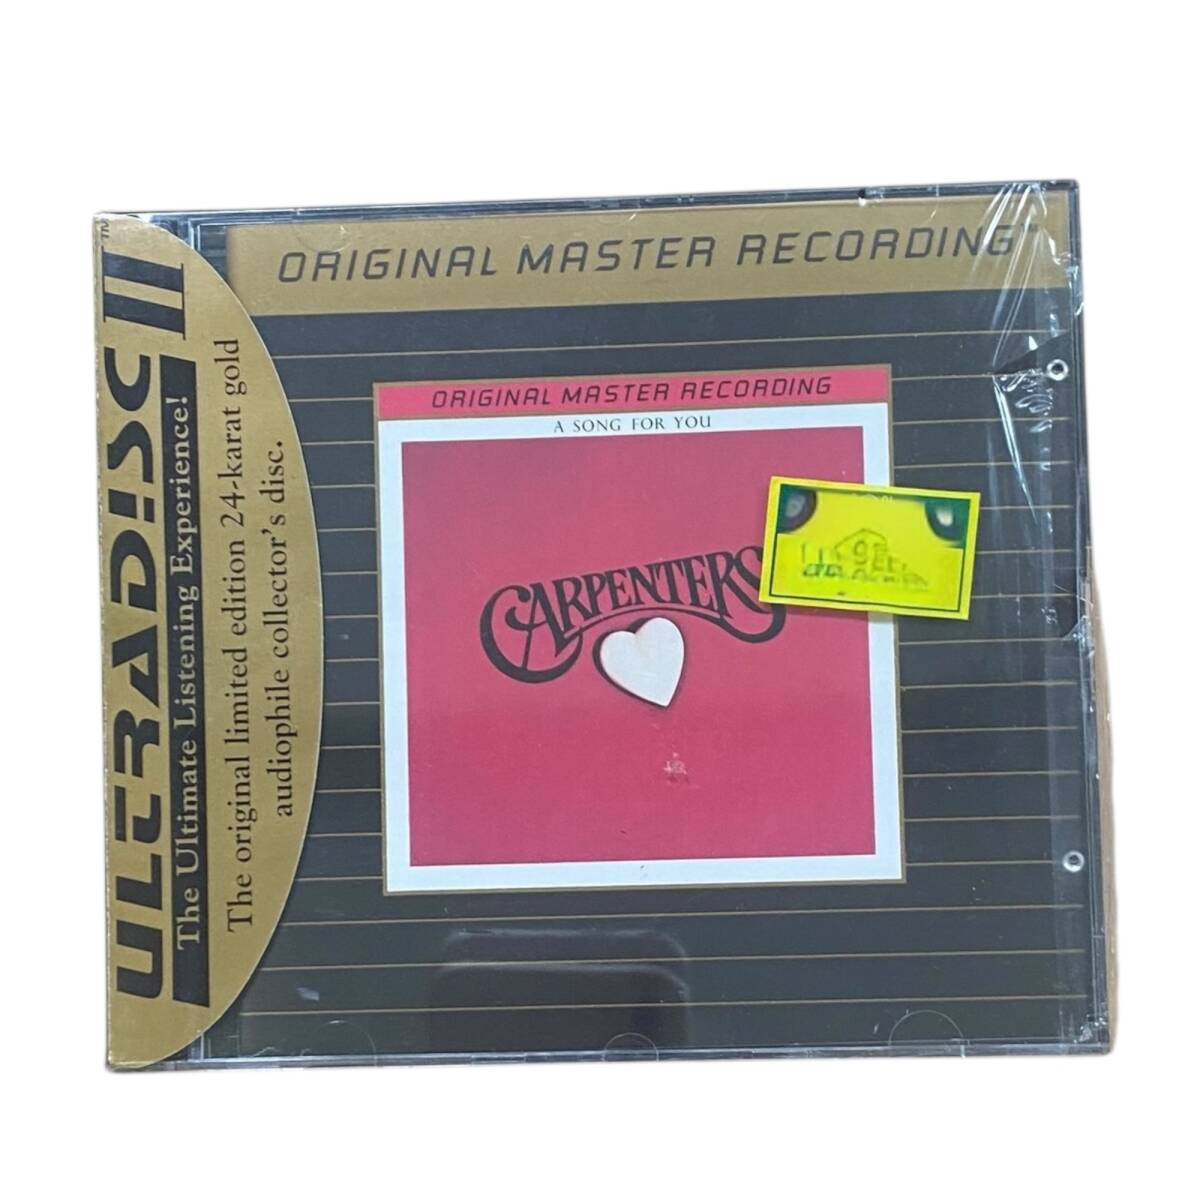 ORIGINAL MASTER RECORDING
ULTRADISC II™
The Ultimate Listening Experience!
The original limited edition 24-karat gold
audiophile collector's disc.
ORIGINAL MASTER RECORDING
A SONG FOR YOU
CARPENTERS